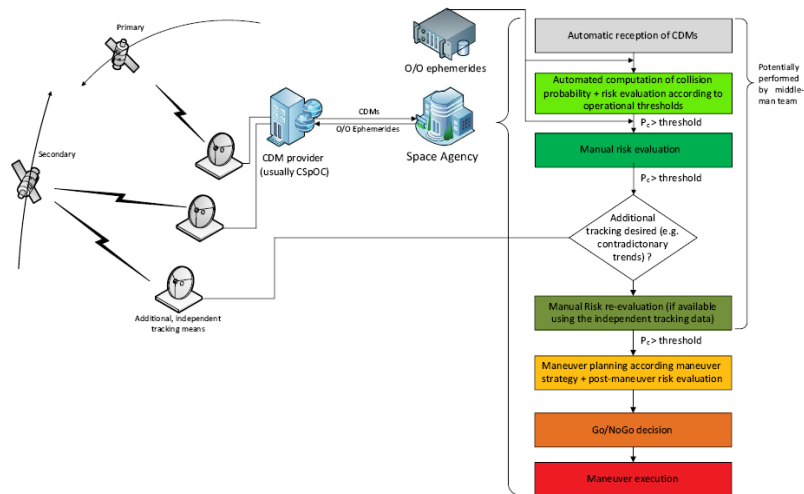 Primary
Secondary
Additional, independent
tracking means
CDM provider
(usually CSpOC)
CDMs
O/O Ephemerides
O/O ephemerides
Space Agency
Automatic reception of CDMs
Automated computation of collision
probability + risk evaluation according to
operational thresholds
Pc > threshold
Manual risk evaluation
Pc > threshold
Additional
tracking desired (e.g.
contradictonary
trends) ?
Manual Risk re-evaluation (if available
using the independent tracking data)
Pc > threshold
Maneuver planning according maneuver
strategy + post-maneuver risk evaluation
Go/NoGo decision
Maneuver execution
Potentially
performed
by middle-
man team